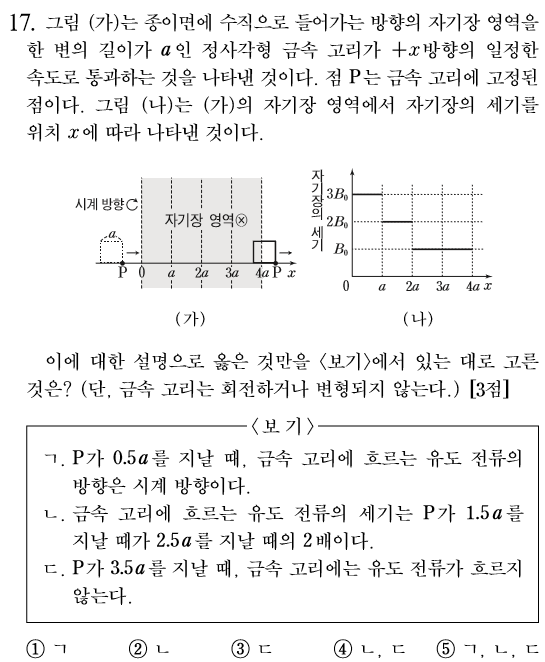 17. 그림 (가)는 종이면에 수직으로 들어가는 방향의 자기장 영역을
한 변의 길이가 a인 정사각형 금속 고리가 +x방향의 일정한
속도로 통과하는 것을 나타낸 것이다. 점 P는 금속 고리에 고정된
점이다. 그림 (나)는 (가)의 자기장 영역에서 자기장의 세기를
위치 x에 따라 나타낸 것이다.
시계 방향
자기장 영역⊗
a
P 0 a 2a 3a 4a P x
(가)
자기장의 세기
3B₀
2B₀
B₀
0 a 2a 3a 4a x
(나)
이에 대한 설명으로 옳은 것만을 〈보기〉에서 있는 대로 고른
것은? (단, 금속 고리는 회전하거나 변형되지 않는다.) [3점]
〈보 기〉
ㄱ. P가 0.5a를 지날 때, 금속 고리에 흐르는 유도 전류의
방향은 시계 방향이다.
ㄴ. 금속 고리에 흐르는 유도 전류의 세기는 P가 1.5a를
지날 때가 2.5a를 지날 때의 2배이다.
ㄷ. P가 3.5a를 지날 때, 금속 고리에는 유도 전류가 흐르지
않는다.
① ㄱ ② ㄴ ③ ㄷ ④ ㄴ, ㄷ ⑤ ㄱ, ㄴ, ㄷ